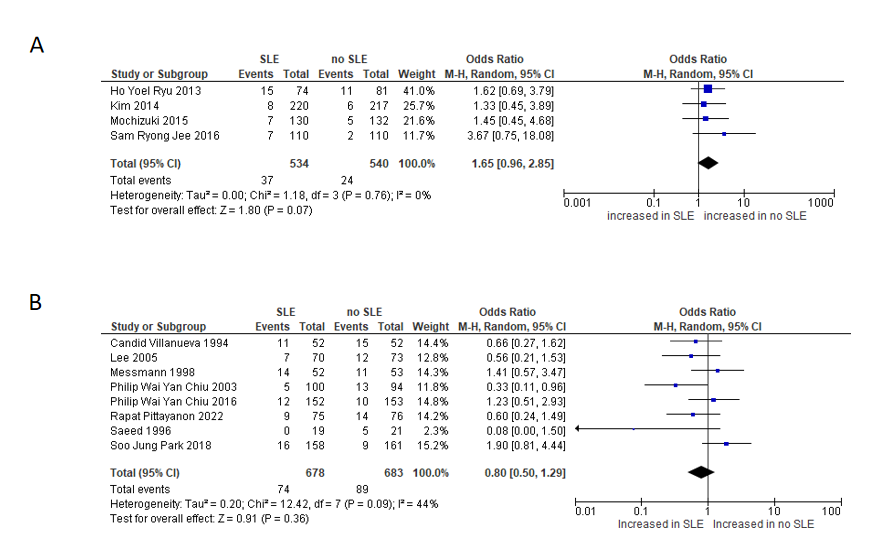 A
SLE no SLE Odds Ratio Odds Ratio
Study or Subgroup Events Total Events Total Weight M-H, Random, 95% CI M-H, Random, 95% CI
Ho Yoel Ryu 2013 15 74 11 81 41.0% 1.62 [0.69, 3.79]
Kim 2014 8 220 6 217 25.7% 1.33 [0.45, 3.89]
Mochizuki 2015 7 130 5 132 21.6% 1.45 [0.45, 4.68]
Sam Ryong Jee 2016 7 110 2 110 11.7% 3.67 [0.75, 18.08]
Total (95% CI) 534 540 100.0% 1.65 [0.96, 2.85]
Total events 37 24
Heterogeneity: Tau² = 0.00; Chi² = 1.18, df = 3 (P = 0.76); I² = 0%
Test for overall effect: Z = 1.80 (P = 0.07)
0.001 0.1 1 10 1000
increased in SLE increased in no SLE
B
SLE no SLE Odds Ratio Odds Ratio
Study or Subgroup Events Total Events Total Weight M-H, Random, 95% CI M-H, Random, 95% CI
Candid Villanueva 1994 11 52 15 52 14.4% 0.66 [0.27, 1.62]
Lee 2005 7 70 12 73 12.8% 0.56 [0.21, 1.53]
Messmann 1998 14 52 11 53 14.3% 1.41 [0.57, 3.47]
Philip Wai Yan Chiu 2003 5 100 13 94 11.8% 0.33 [0.11, 0.96]
Philip Wai Yan Chiu 2016 12 152 10 153 14.8% 1.23 [0.51, 2.93]
Rapat Pittayanon 2022 9 75 14 76 14.2% 0.60 [0.24, 1.49]
Saeed 1996 0 19 5 21 2.3% 0.08 [0.00, 1.50]
Soo Jung Park 2018 16 158 9 161 15.2% 1.90 [0.81, 4.44]
Total (95% CI) 678 683 100.0% 0.80 [0.50, 1.29]
Total events 74 89
Heterogeneity: Tau² = 0.20; Chi² = 12.42, df = 7 (P = 0.09); I² = 44%
Test for overall effect: Z = 0.91 (P = 0.36)
0.01 0.1 1 10 100
Increased in SLE Increased in no SLE